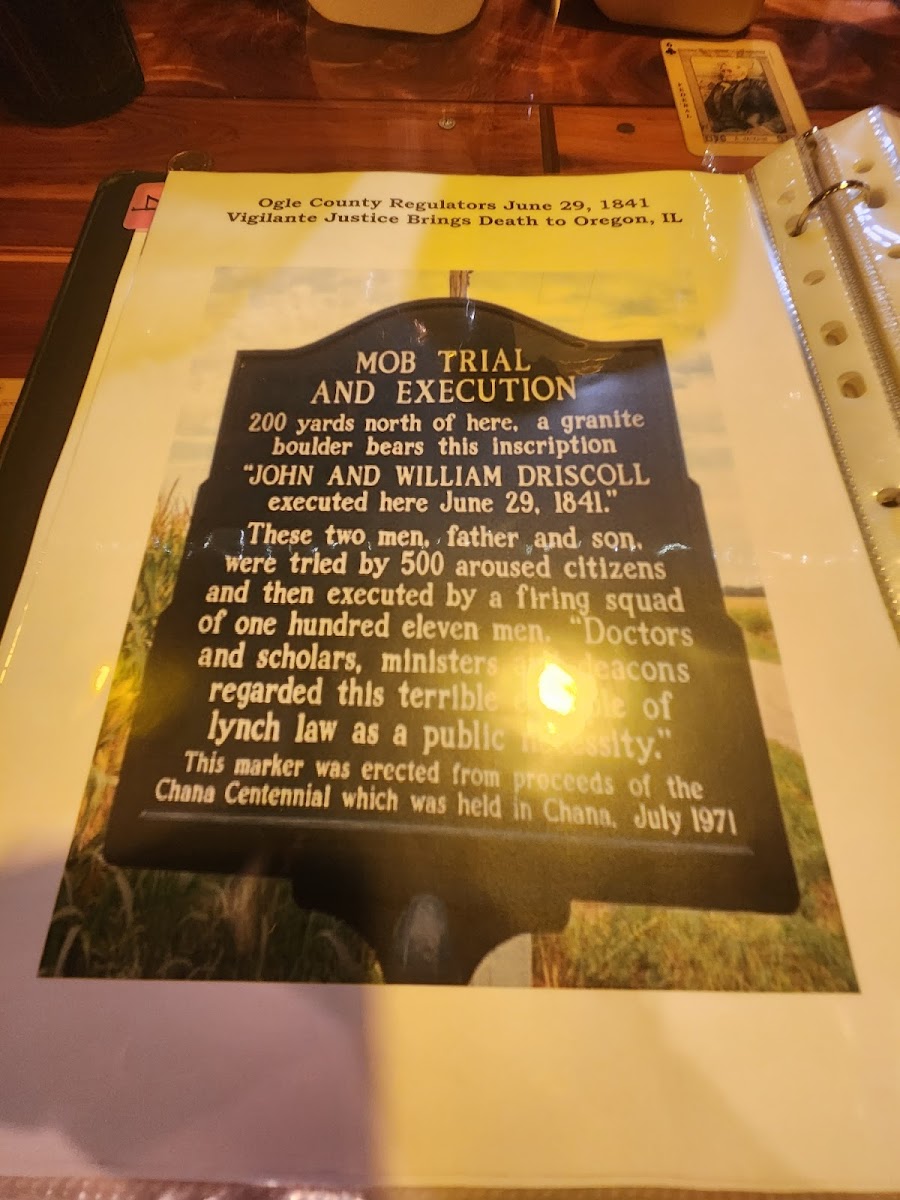 Ogle County Regulators June 29, 1841
Vigilante Justice Brings Death to Oregon, IL
MOB TRIAL
AND EXECUTION
200 yards north of here, a granite
boulder bears this inscription
"JOHN AND WILLIAM DRISCOLL
executed here June 29, 1841."
These two men, father and son,
were tried by 500 aroused citizens
and then executed by a firing squad
of one hundred eleven men. "Doctors
and scholars, ministers deacons
regarded this terrible of
lynch law as a public necessity."
This marker was erected from proceeds of the
Chana Centennial which was held in Chana, July 1971
FEDERAL
6